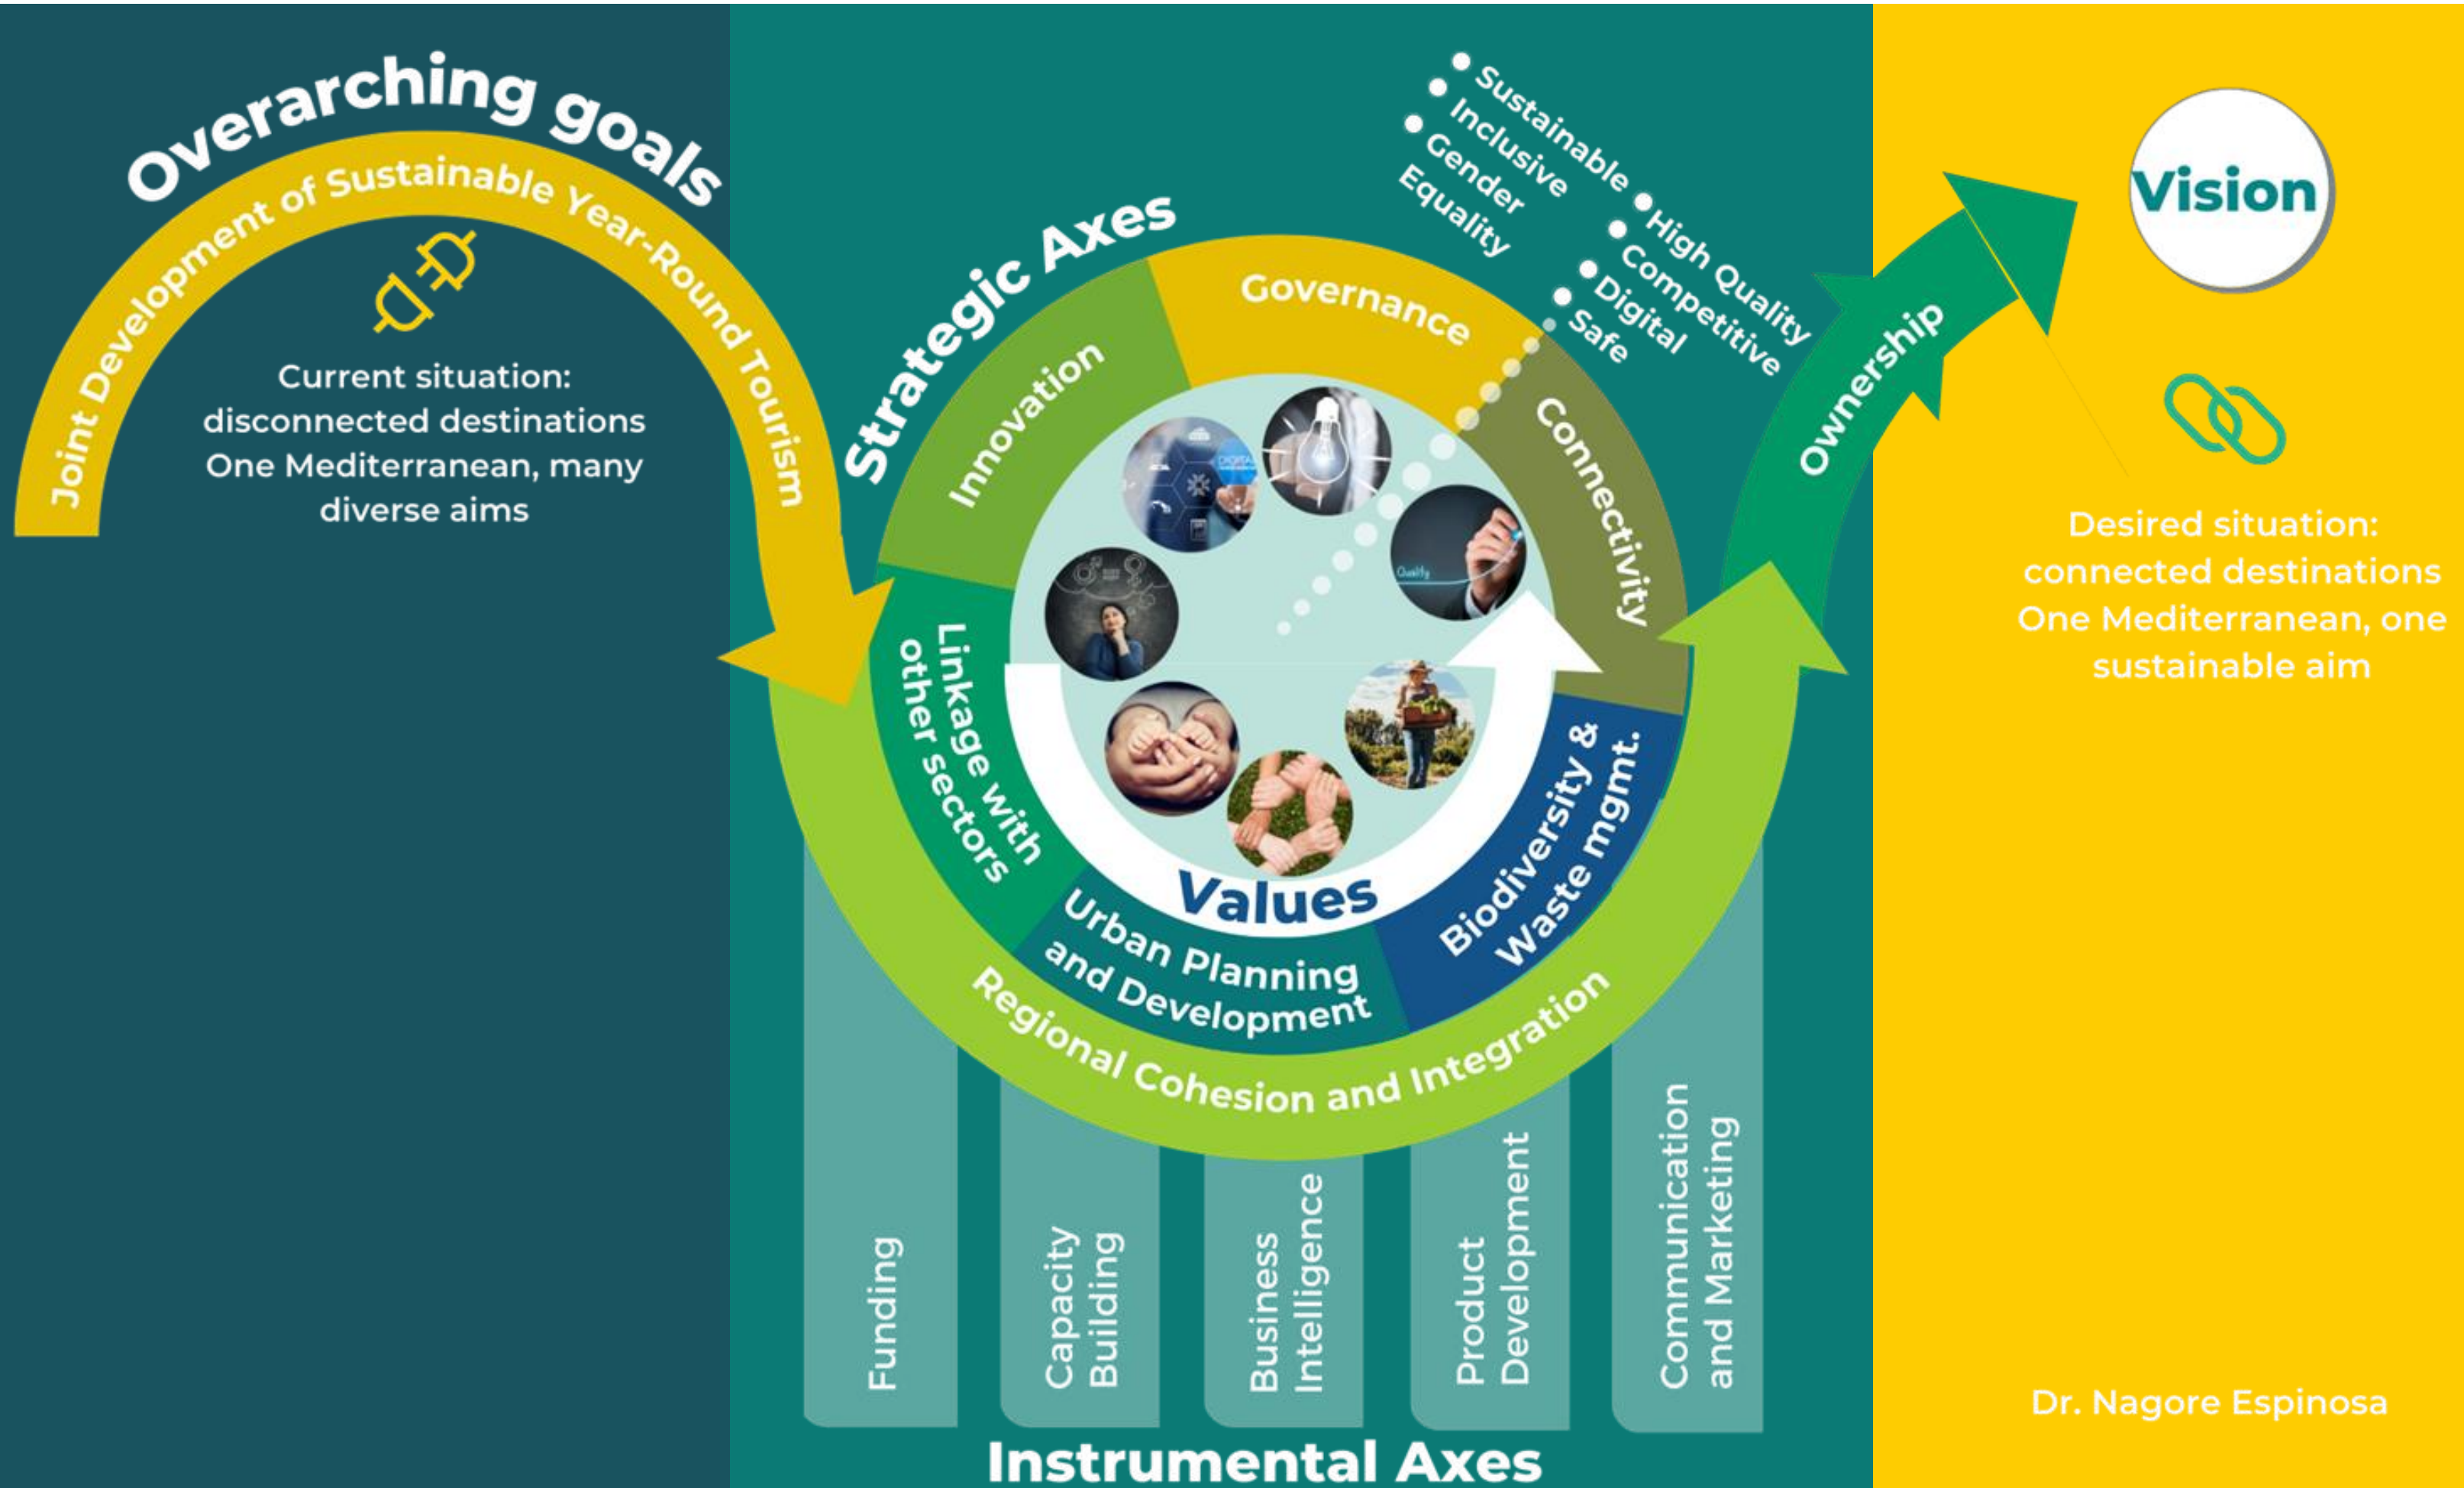 Overarching goals
Joint Development of Sustainable Year-Round Tourism
Current situation:
disconnected destinations
One Mediterranean, many
diverse aims
Strategic Axes
Innovation
Governance
Connectivity
Biodiversity &
Waste mgmt.
Urban Planning
and Development
Linkage with
other sectors
Values
Quality
DIGITAL
Sustainable
Inclusive
Gender
Equality
High Quality
Competitive
Digital
Safe
Regional Cohesion and Integration
Ownership
Funding
Capacity
Building
Business
Intelligence
Product
Development
Communication
and Marketing
Instrumental Axes
Vision
Desired situation:
connected destinations
One Mediterranean, one
sustainable aim
Dr. Nagore Espinosa